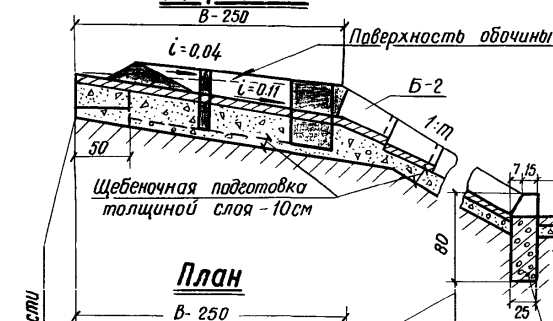 В-250
i=0,04
Поверхность обочины
i=0.11
Б-2
1:m
50
Щебеночная подготовка
толщиной слоя - 10см
7,15
80
План
В-250
25